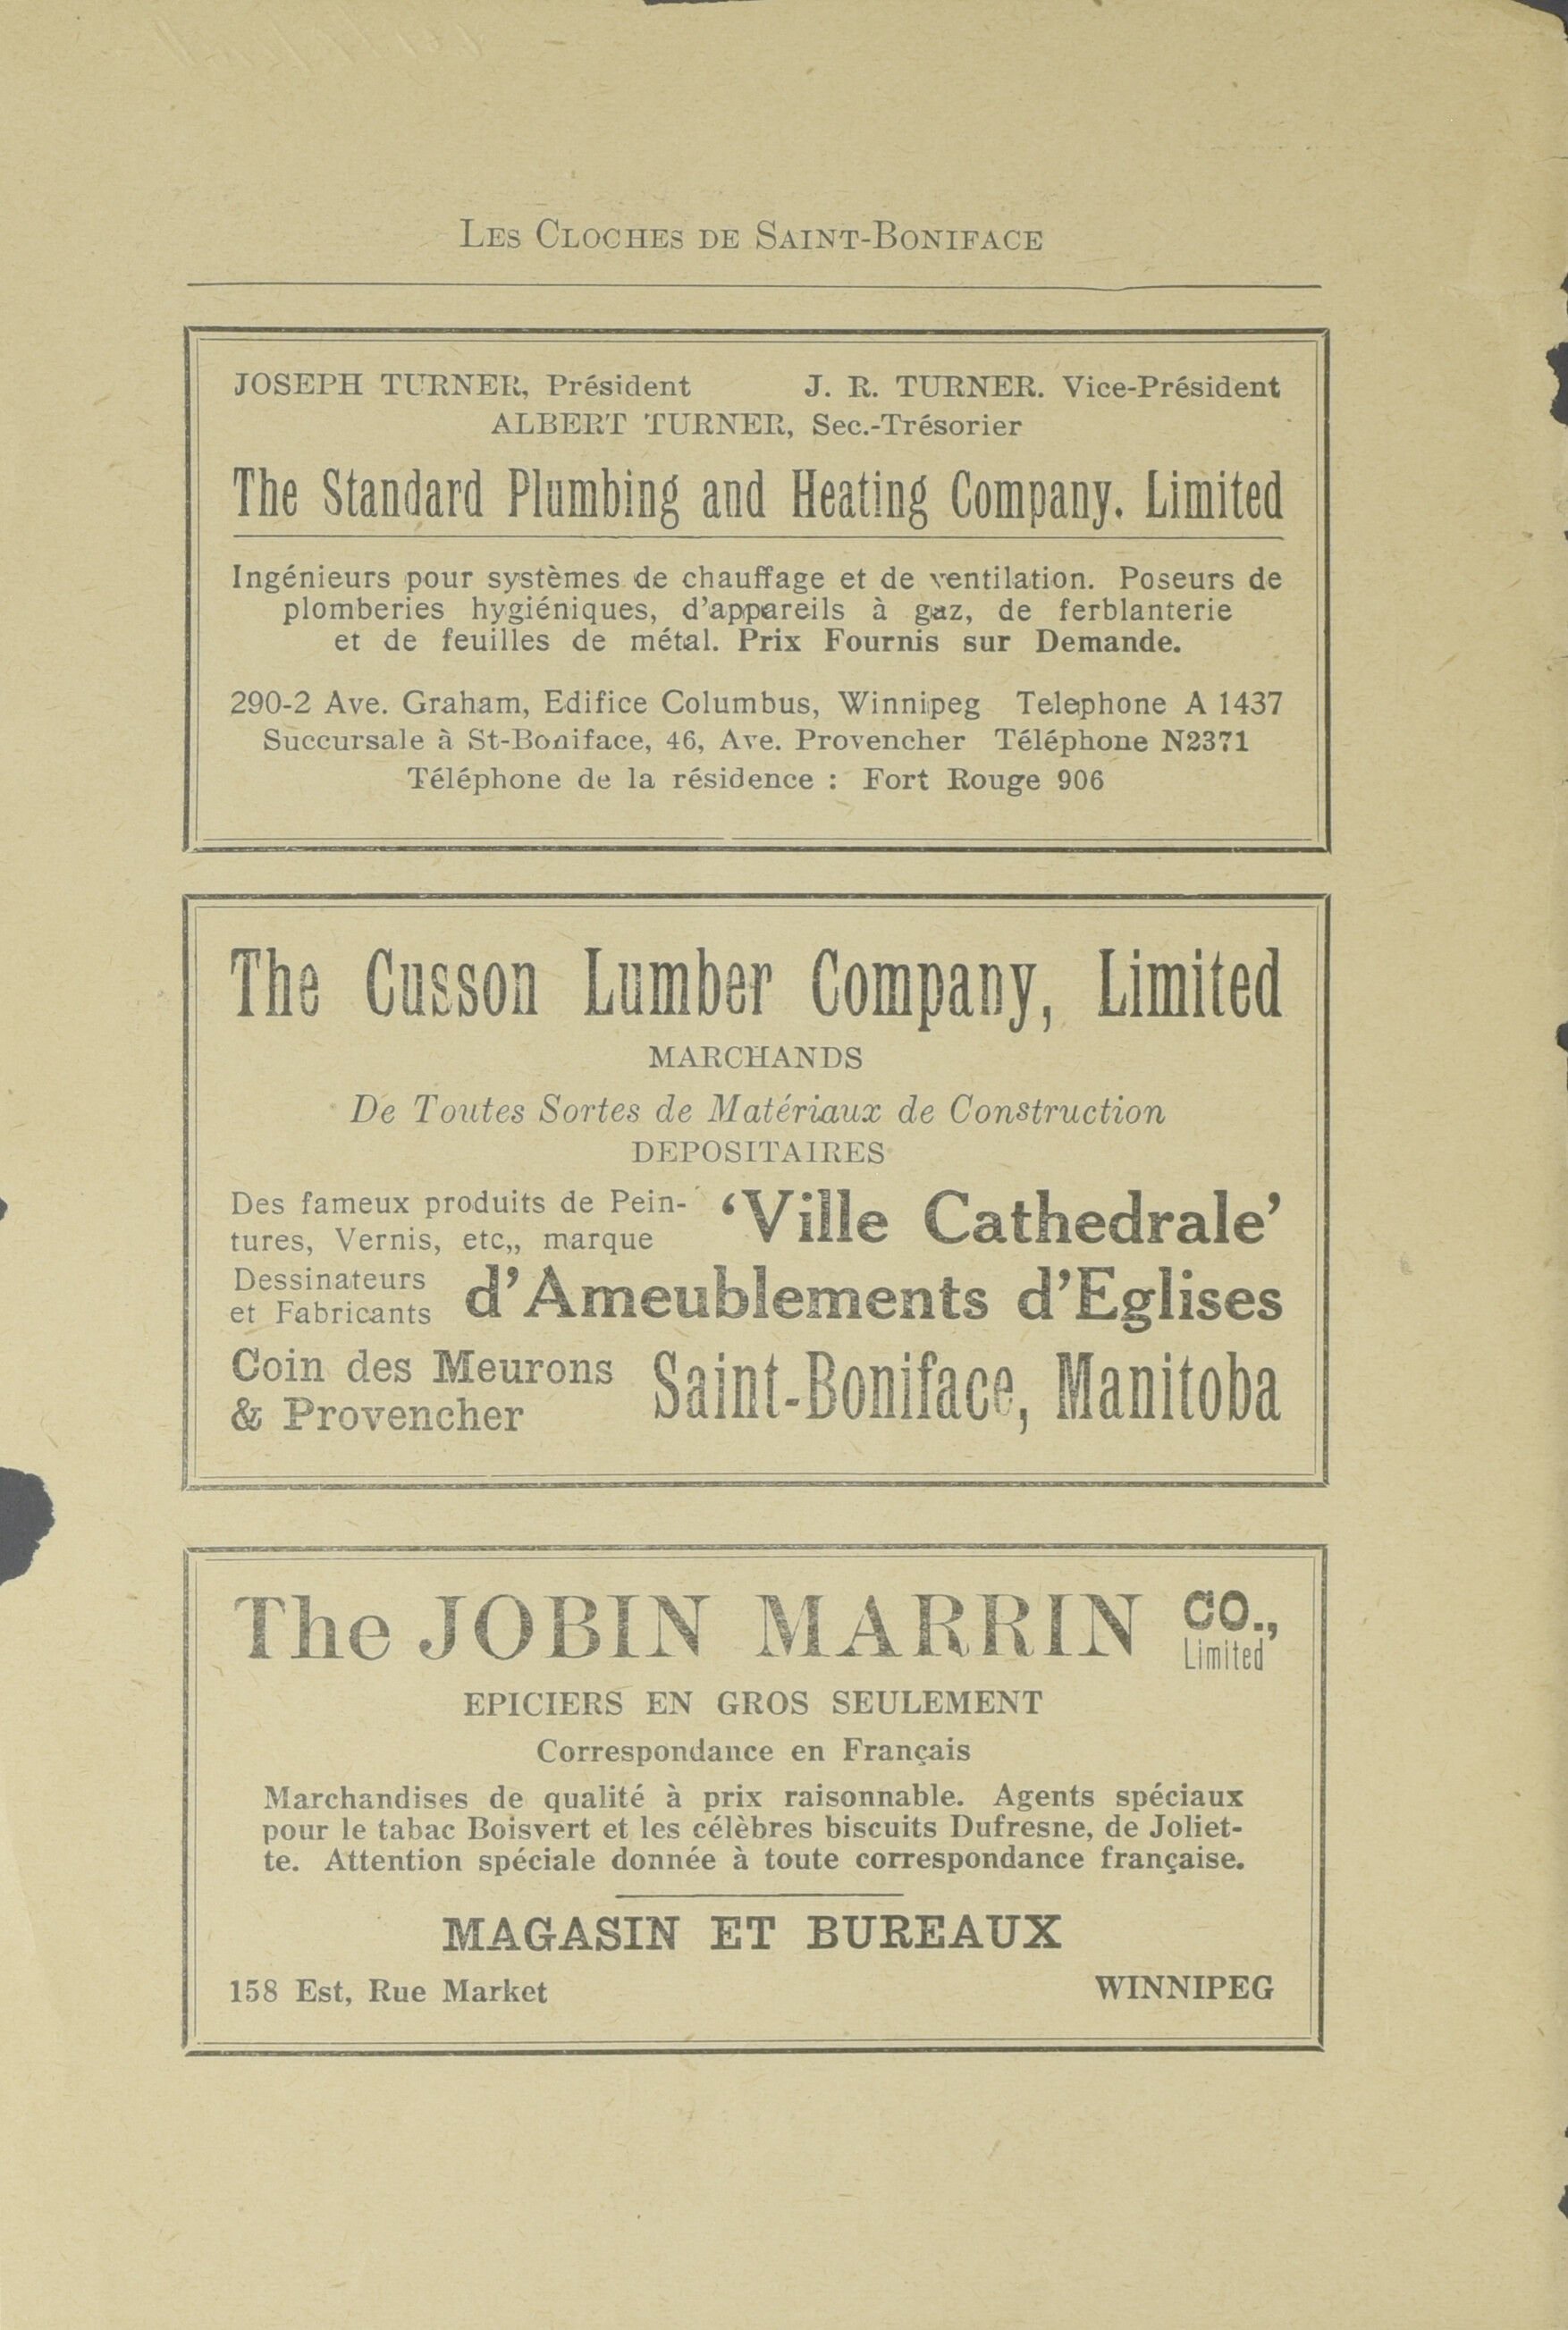 Les Cloches de Saint-Boniface
JOSEPH TURNER, Président J. R. TURNER. Vice-Président
ALBERT TURNER, Sec.-Trésorier
The Standard Plumbing and Heating Company. Limited
Ingénieurs pour systèmes de chauffage et de ventilation. Poseurs de
plomberies hygiéniques, d'appareils à gaz, de ferblanterie
et de feuilles de métal. Prix Fournis sur Demande.
290-2 Ave. Graham, Edifice Columbus, Winnipeg Telephone A 1437
Succursale à St-Boniface, 46, Ave. Provencher Téléphone N2371
Téléphone de la résidence : Fort Rouge 906
The Cusson Lumber Company, Limited
MARCHANDS
De Toutes Sortes de Matériaux de Construction
DEPOSITAIRES
Des fameux produits de Pein-
tures, Vernis, etc,, marque
'Ville Cathedrale'
Dessinateurs
et Fabricants
d'Ameublements d'Eglises
Coin des Meurons
& Provencher
Saint-Boniface, Manitoba
The JOBIN MARRIN CO.,
Limited
EPICIERS EN GROS SEULEMENT
Correspondance en Français
Marchandises de qualité à prix raisonnable. Agents spéciaux
pour le tabac Boisvert et les célèbres biscuits Dufresne, de Joliet-
te. Attention spéciale donnée à toute correspondance française.
MAGASIN ET BUREAUX
158 Est, Rue Market WINNIPEG